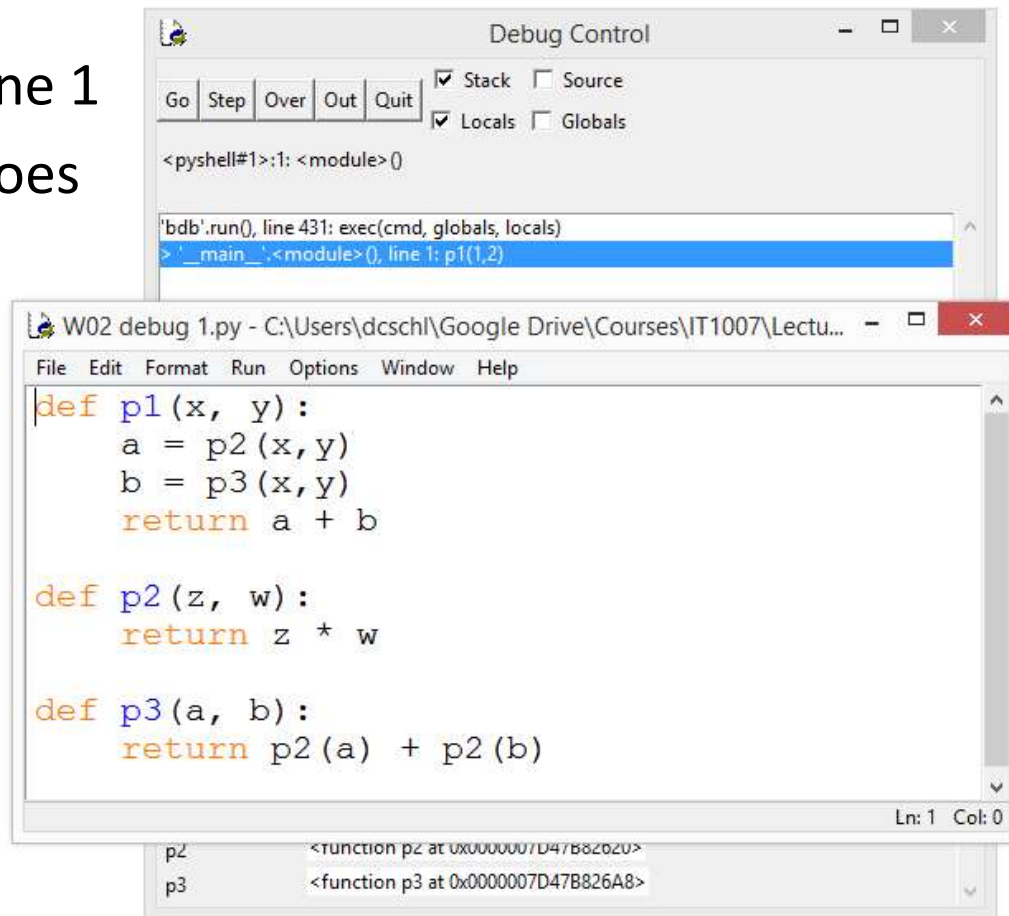 ne 1
oes
Debug Control
Go Step Over Out Quit
Stack Source
Locals Globals
<pyshell#1>:1: <module>()
'bdb'.run(), line 431: exec(cmd, globals, locals)
> '__main__'.<module>(), line 1: p1(1,2)
W02 debug 1.py - C:\Users\dcschl\Google Drive\Courses\IT1007\Lectu...
File Edit Format Run Options Window Help
def p1(x, y):
    a = p2(x,y)
    b = p3(x,y)
    return a + b
def p2(z, w):
    return z * w
def p3(a, b):
    return p2(a) + p2(b)
Ln: 1 Col: 0
p2 <function p2 at 0x0000007D47B82620>
p3 <function p3 at 0x0000007D47B826A8>